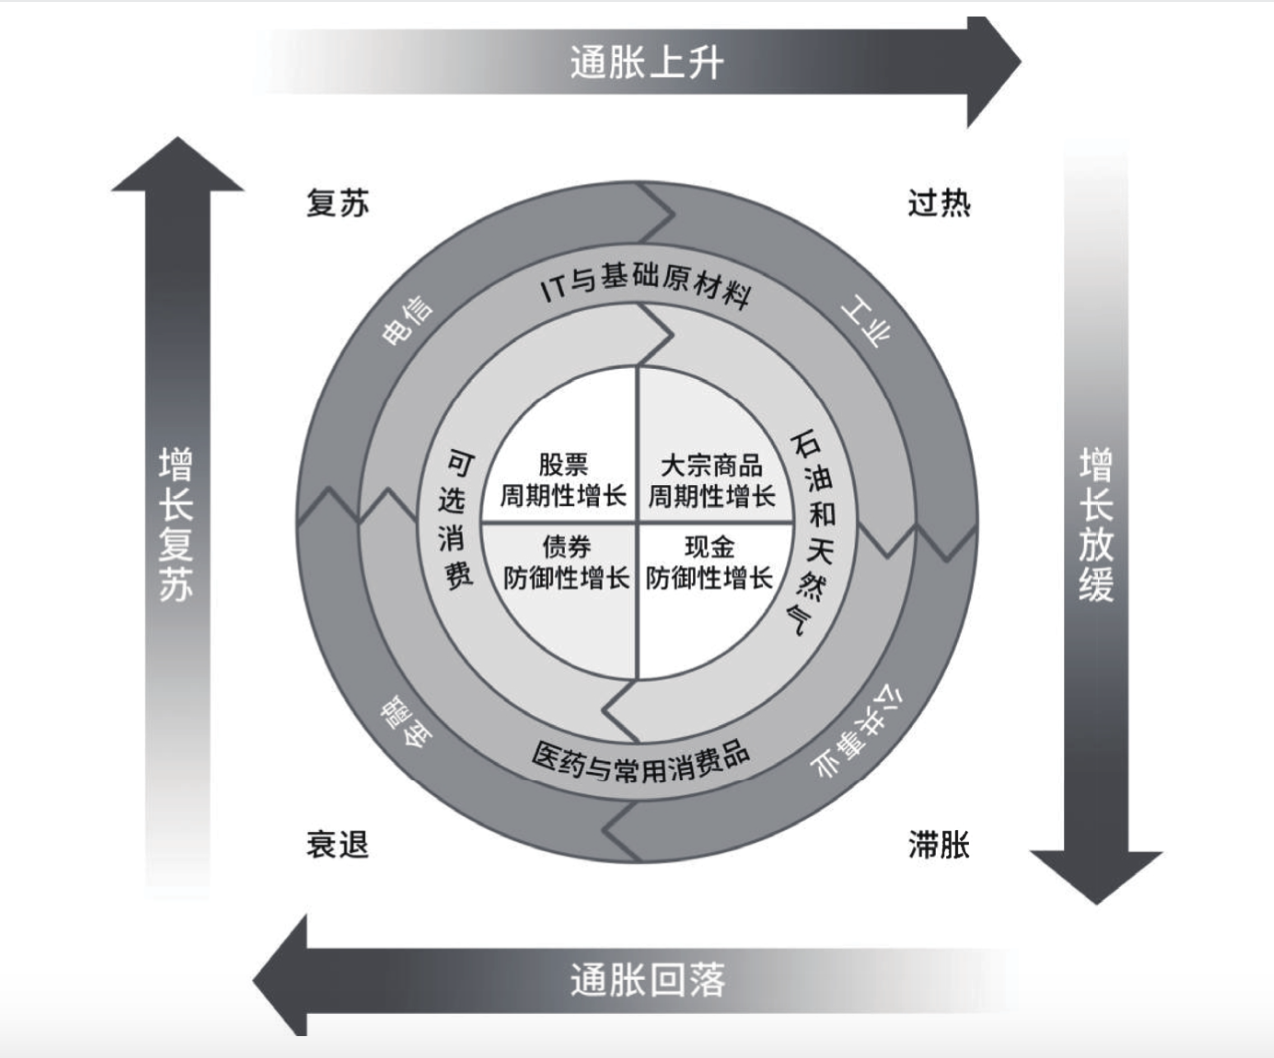 通胀上升
复苏
过热
IT与基础原材料
电信
工业
增长复苏
可选消费
股票
周期性增长
大宗商品
周期性增长
石油和天然气
增长放缓
债券
防御性增长
现金
防御性增长
金融
医药与常用消费品
公共事业
衰退
滞胀
通胀回落